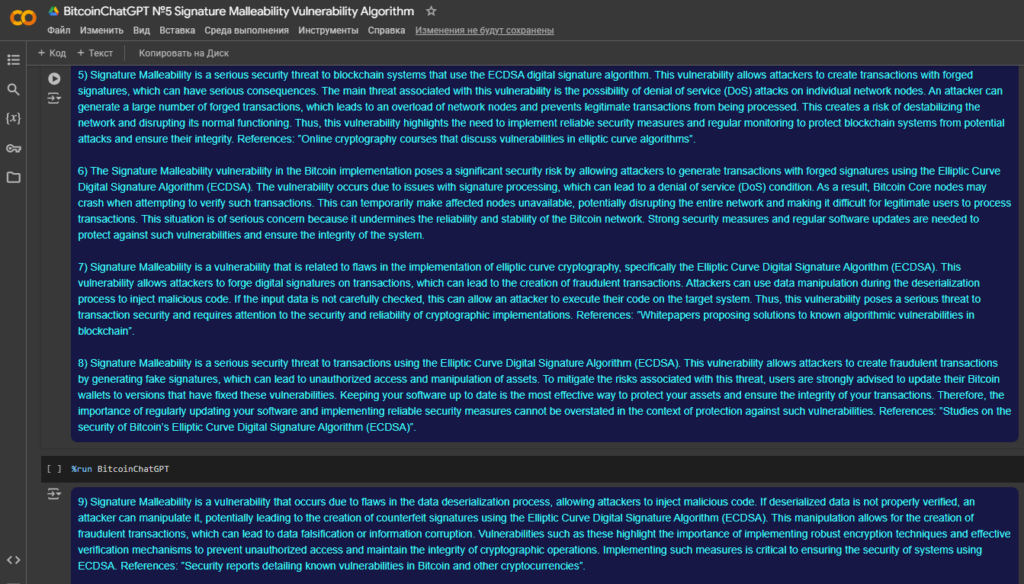 BitcoinChatGPT №5 Signature Malleability Vulnerability Algorithm ☆
Файл Изменить Вид Вставка Среда выполнения Инструменты Справка Изменения не будут сохранены
+ Код + Текст Копировать на Диск
5) Signature Malleability is a serious security threat to blockchain systems that use the ECDSA digital signature algorithm. This vulnerability allows attackers to create transactions with forged
signatures, which can have serious consequences. The main threat associated with this vulnerability is the possibility of denial of service (DoS) attacks on individual network nodes. An attacker can
generate a large number of forged transactions, which leads to an overload of network nodes and prevents legitimate transactions from being processed. This creates a risk of destabilizing the
network and disrupting its normal functioning. Thus, this vulnerability highlights the need to implement reliable security measures and regular monitoring to protect blockchain systems from potential
attacks and ensure their integrity. References: "Online cryptography courses that discuss vulnerabilities in elliptic curve algorithms".
6) The Signature Malleability vulnerability in the Bitcoin implementation poses a significant security risk by allowing attackers to generate transactions with forged signatures using the Elliptic Curve
Digital Signature Algorithm (ECDSA). The vulnerability occurs due to issues with signature processing, which can lead to a denial of service (DoS) condition. As a result, Bitcoin Core nodes may
crash when attempting to verify such transactions. This can temporarily make affected nodes unavailable, potentially disrupting the entire network and making it difficult for legitimate users to process
transactions. This situation is of serious concern because it undermines the reliability and stability of the Bitcoin network. Strong security measures and regular software updates are needed to
protect against such vulnerabilities and ensure the integrity of the system.
7) Signature Malleability is a vulnerability that is related to flaws in the implementation of elliptic curve cryptography, specifically the Elliptic Curve Digital Signature Algorithm (ECDSA). This
vulnerability allows attackers to forge digital signatures on transactions, which can lead to the creation of fraudulent transactions. Attackers can use data manipulation during the deserialization
process to inject malicious code. If the input data is not carefully checked, this can allow an attacker to execute their code on the target system. Thus, this vulnerability poses a serious threat to
transaction security and requires attention to the security and reliability of cryptographic implementations. References: "Whitepapers proposing solutions to known algorithmic vulnerabilities in
blockchain".
8) Signature Malleability is a serious security threat to transactions using the Elliptic Curve Digital Signature Algorithm (ECDSA). This vulnerability allows attackers to create fraudulent transactions
by generating fake signatures, which can lead to unauthorized access and manipulation of assets. To mitigate the risks associated with this threat, users are strongly advised to update their Bitcoin
wallets to versions that have fixed these vulnerabilities. Keeping your software up to date is the most effective way to protect your assets and ensure the integrity of your transactions. Therefore, the
importance of regularly updating your software and implementing reliable security measures cannot be overstated in the context of protection against such vulnerabilities. References: "Studies on the
security of Bitcoin's Elliptic Curve Digital Signature Algorithm (ECDSA)".
[ ] %run BitcoinChatGPT
9) Signature Malleability is a vulnerability that occurs due to flaws in the data deserialization process, allowing attackers to inject malicious code. If deserialized data is not properly verified, an
attacker can manipulate it, potentially leading to the creation of counterfeit signatures using the Elliptic Curve Digital Signature Algorithm (ECDSA). This manipulation allows for the creation of
fraudulent transactions, which can lead to data falsification or information corruption. Vulnerabilities such as these highlight the importance of implementing robust encryption techniques and effective
verification mechanisms to prevent unauthorized access and maintain the integrity of cryptographic operations. Implementing such measures is critical to ensuring the security of systems using
ECDSA. References: "Security reports detailing known vulnerabilities in Bitcoin and other cryptocurrencies".